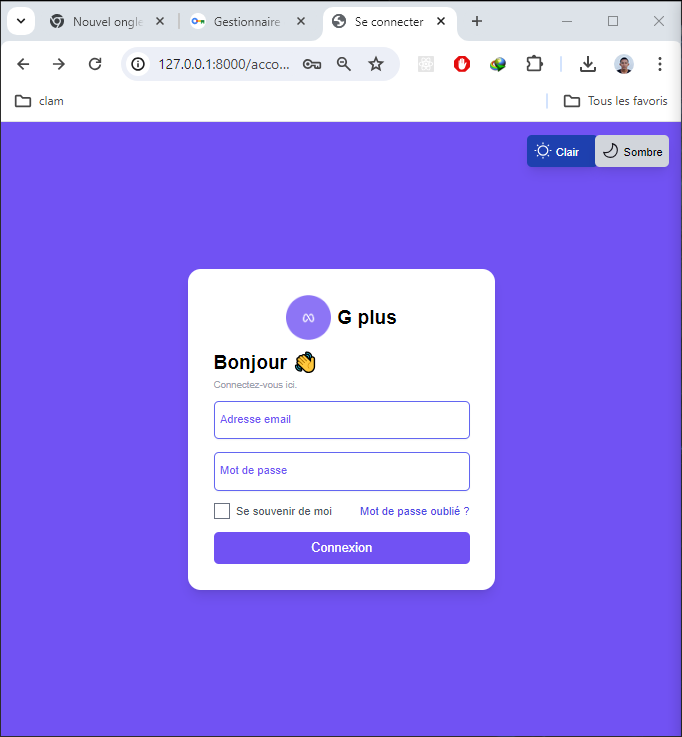 Nouvel ongle
Gestionnaire
Se connecter
127.0.0.1:8000/acco...
clam
Tous les favoris
Clair
Sombre
G plus
Bonjour 👋
Connectez-vous ici.
Adresse email
Mot de passe
Se souvenir de moi
Mot de passe oublié ?
Connexion